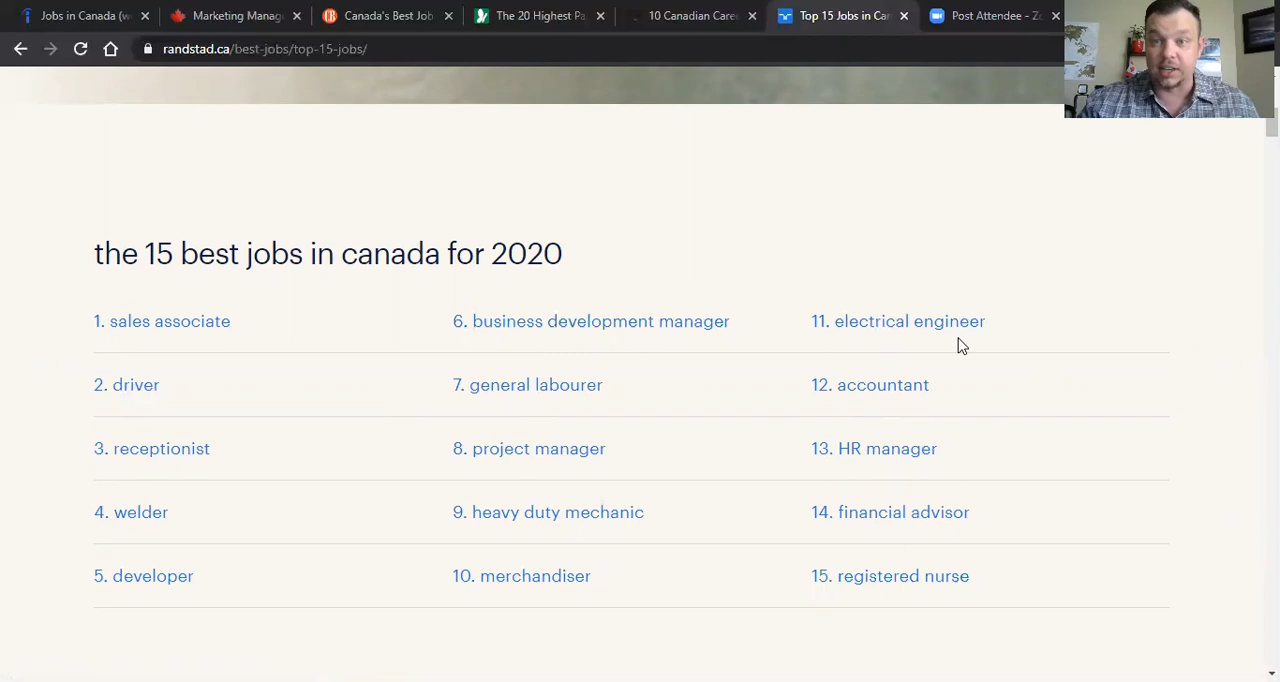 Jobs in Canada (w
Marketing Manag
Canada's Best Job
The 20 Highest Pa
10 Canadian Care
Top 15 Jobs in Can
Post Attendee - Zo
randstad.ca/best-jobs/top-15-jobs/
the 15 best jobs in canada for 2020
1. sales associate
6. business development manager
11. electrical engineer
2. driver
7. general labourer
12. accountant
3. receptionist
8. project manager
13. HR manager
4. welder
9. heavy duty mechanic
14. financial advisor
5. developer
10. merchandiser
15. registered nurse